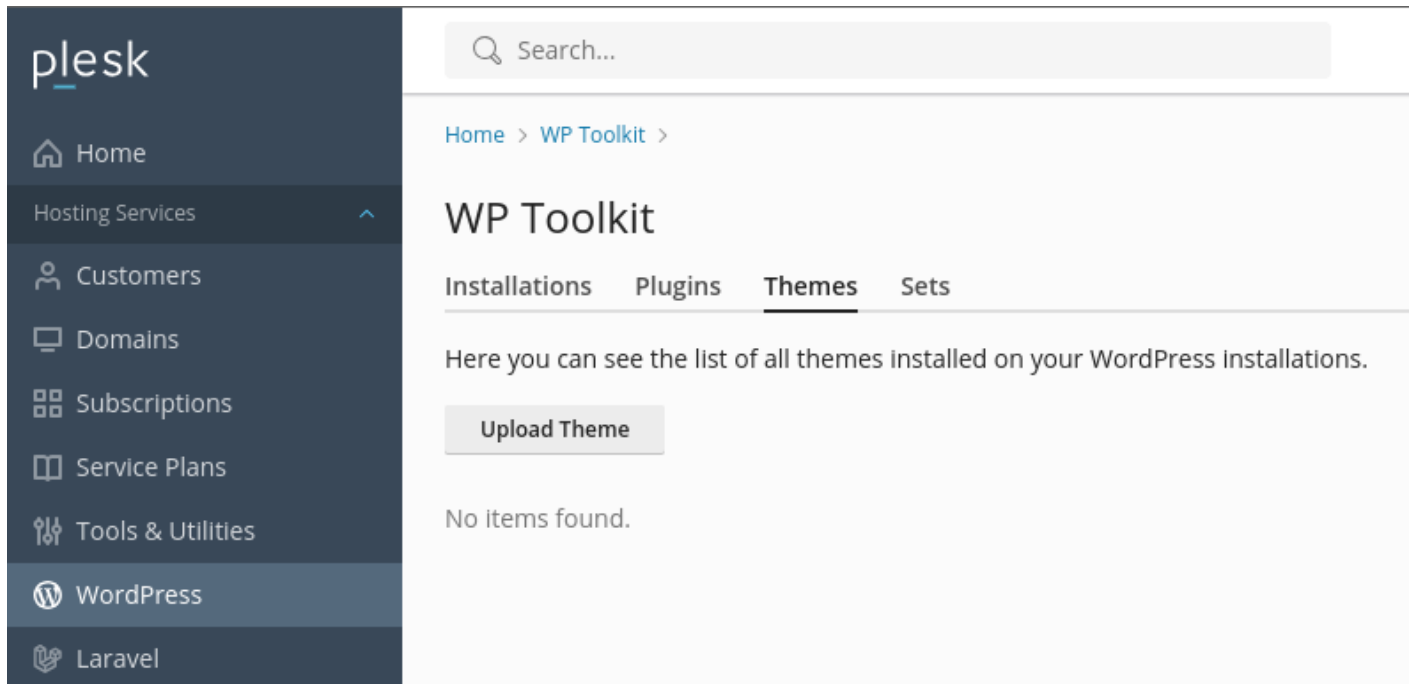 plesk
Home
Hosting Services
Customers
Domains
Subscriptions
Service Plans
Tools & Utilities
WordPress
Laravel
Search...
Home > WP Toolkit >
WP Toolkit
Installations Plugins Themes Sets
Here you can see the list of all themes installed on your WordPress installations.
Upload Theme
No items found.